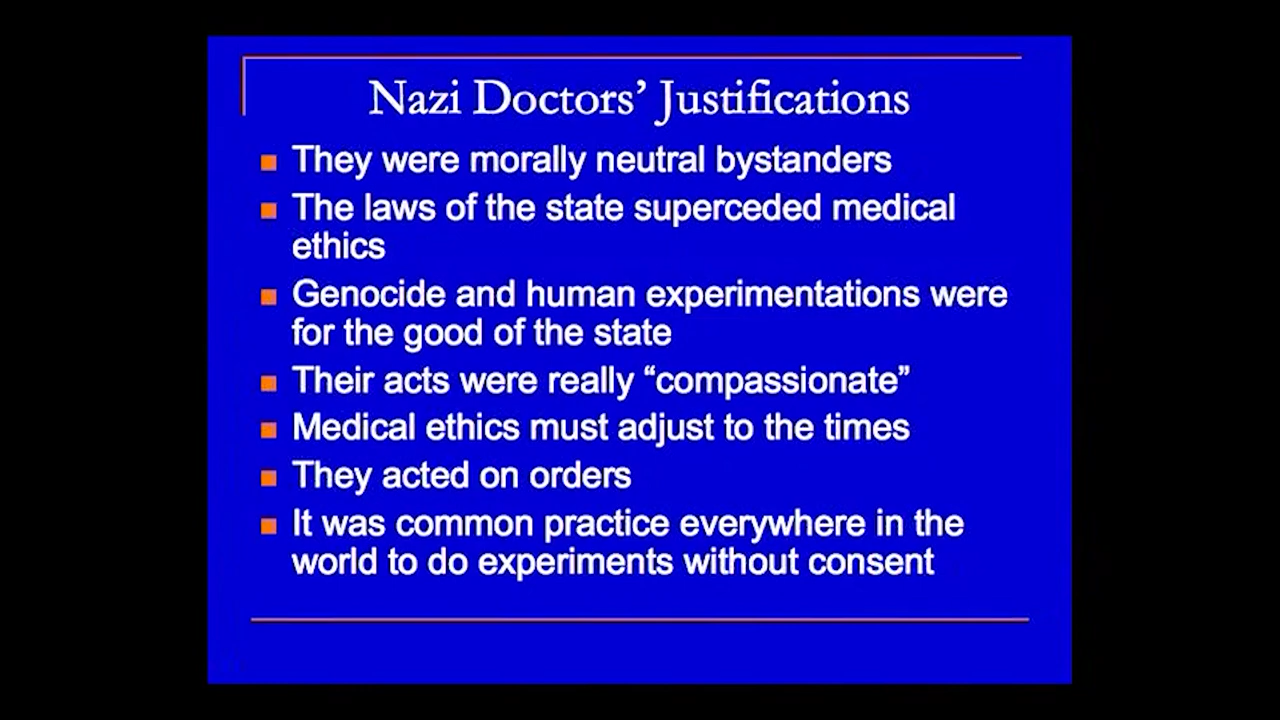 Nazi Doctors’ Justifications
They were morally neutral bystanders
The laws of the state superceded medical
ethics
Genocide and human experimentations were
for the good of the state
Their acts were really “compassionate”
Medical ethics must adjust to the times
They acted on orders
It was common practice everywhere in the
world to do experiments without consent